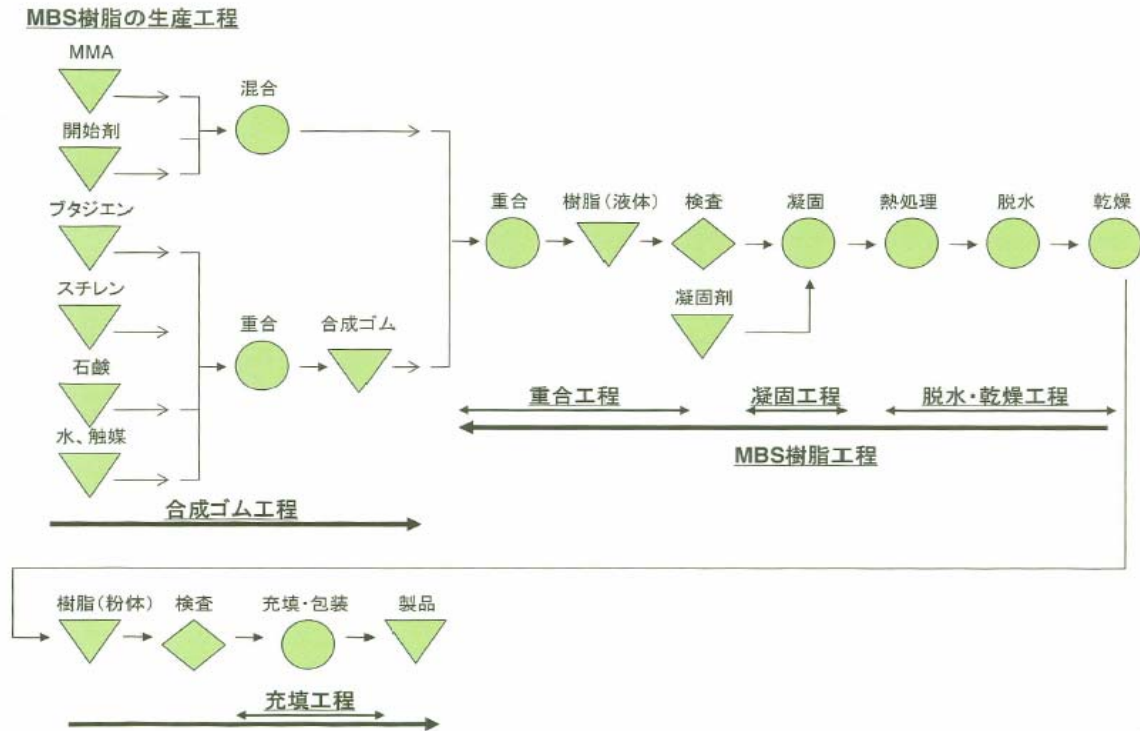 MBS樹脂の生産工程
MMA
開始剤
混合
ブタジエン
スチレン
石鹸
水、触媒
重合
合成ゴム
重合
樹脂(液体)
検査
凝固
熱処理
脱水
乾燥
凝固剤
重合工程
凝固工程
脱水・乾燥工程
MBS樹脂工程
合成ゴム工程
樹脂(粉体)
検査
充填・包装
製品
充填工程